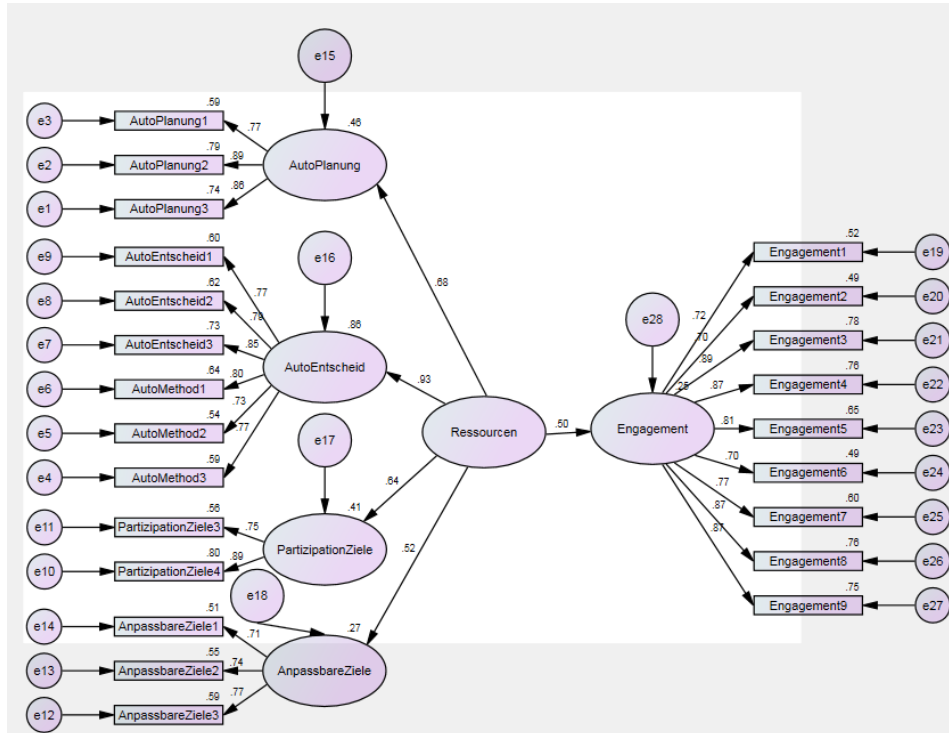 e15
.59
.46
e3
AutoPlanung1
.77
.79
e2
AutoPlanung2
.89
AutoPlanung
.74
.86
e1
AutoPlanung3
.60
e9
AutoEntscheid1
e16
.52
Engagement1
e19
.62
.77
.68
e8
AutoEntscheid2
.49
Engagement2
e20
.79
.73
.86
e28
.72
.70
.78
e7
AutoEntscheid3
.85
Engagement3
e21
.64
AutoEntscheid
.89
.76
e6
AutoMethod1
.80
.93
.25
.87
Engagement4
e22
.54
.73
.65
e5
AutoMethod2
.77
e17
Ressourcen
.50
Engagement
.81
Engagement5
e23
.59
.49
e4
AutoMethod3
.64
.70
Engagement6
e24
.56
.41
.77
.60
e11
PartizipationZiele3
.75
Engagement7
e25
.80
PartizipationZiele
.87
.76
e10
PartizipationZiele4
.89
.52
Engagement8
e26
e18
.87
.75
.51
.27
Engagement9
e27
e14
AnpassbareZiele1
.71
.55
e13
AnpassbareZiele2
.74
AnpassbareZiele
.59
.77
e12
AnpassbareZiele3